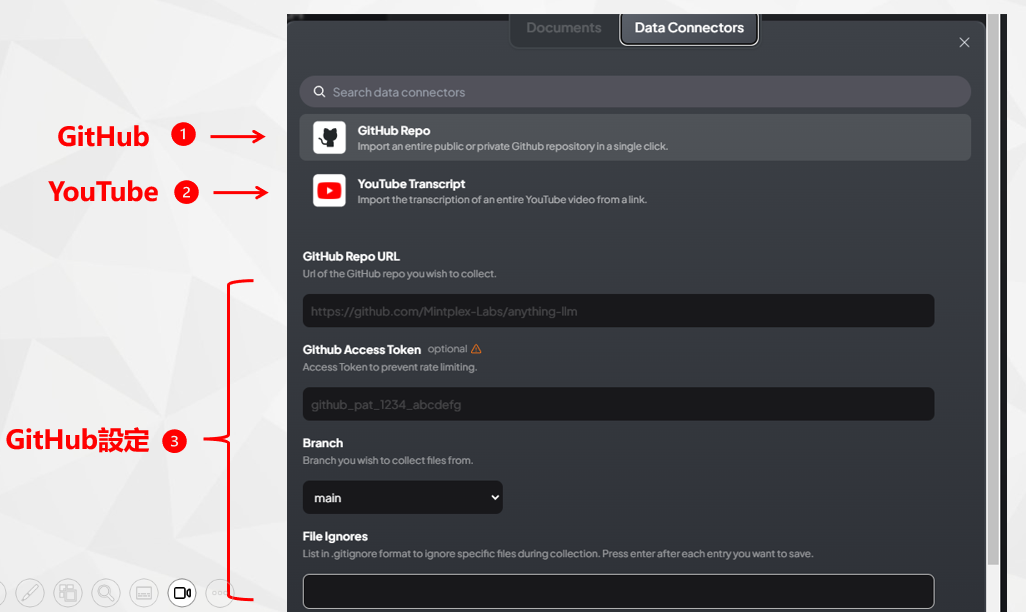 Documents
Data Connectors
Search data connectors
GitHub 1
GitHub Repo
Import an entire public or private Github repository in a single click.
YouTube 2
YouTube Transcript
Import the transcription of an entire YouTube video from a link.
GitHub Repo URL
Url of the GitHub repo you wish to collect.
https://github.com/Mintplex-Labs/anything-llm
Github Access Token optional
Access Token to prevent rate limiting.
github_pat_1234_abcdefg
GitHub設定 3
Branch
Branch you wish to collect files from.
main
File Ignores
List in .gitignore format to ignore specific files during collection. Press enter after each entry you want to save.